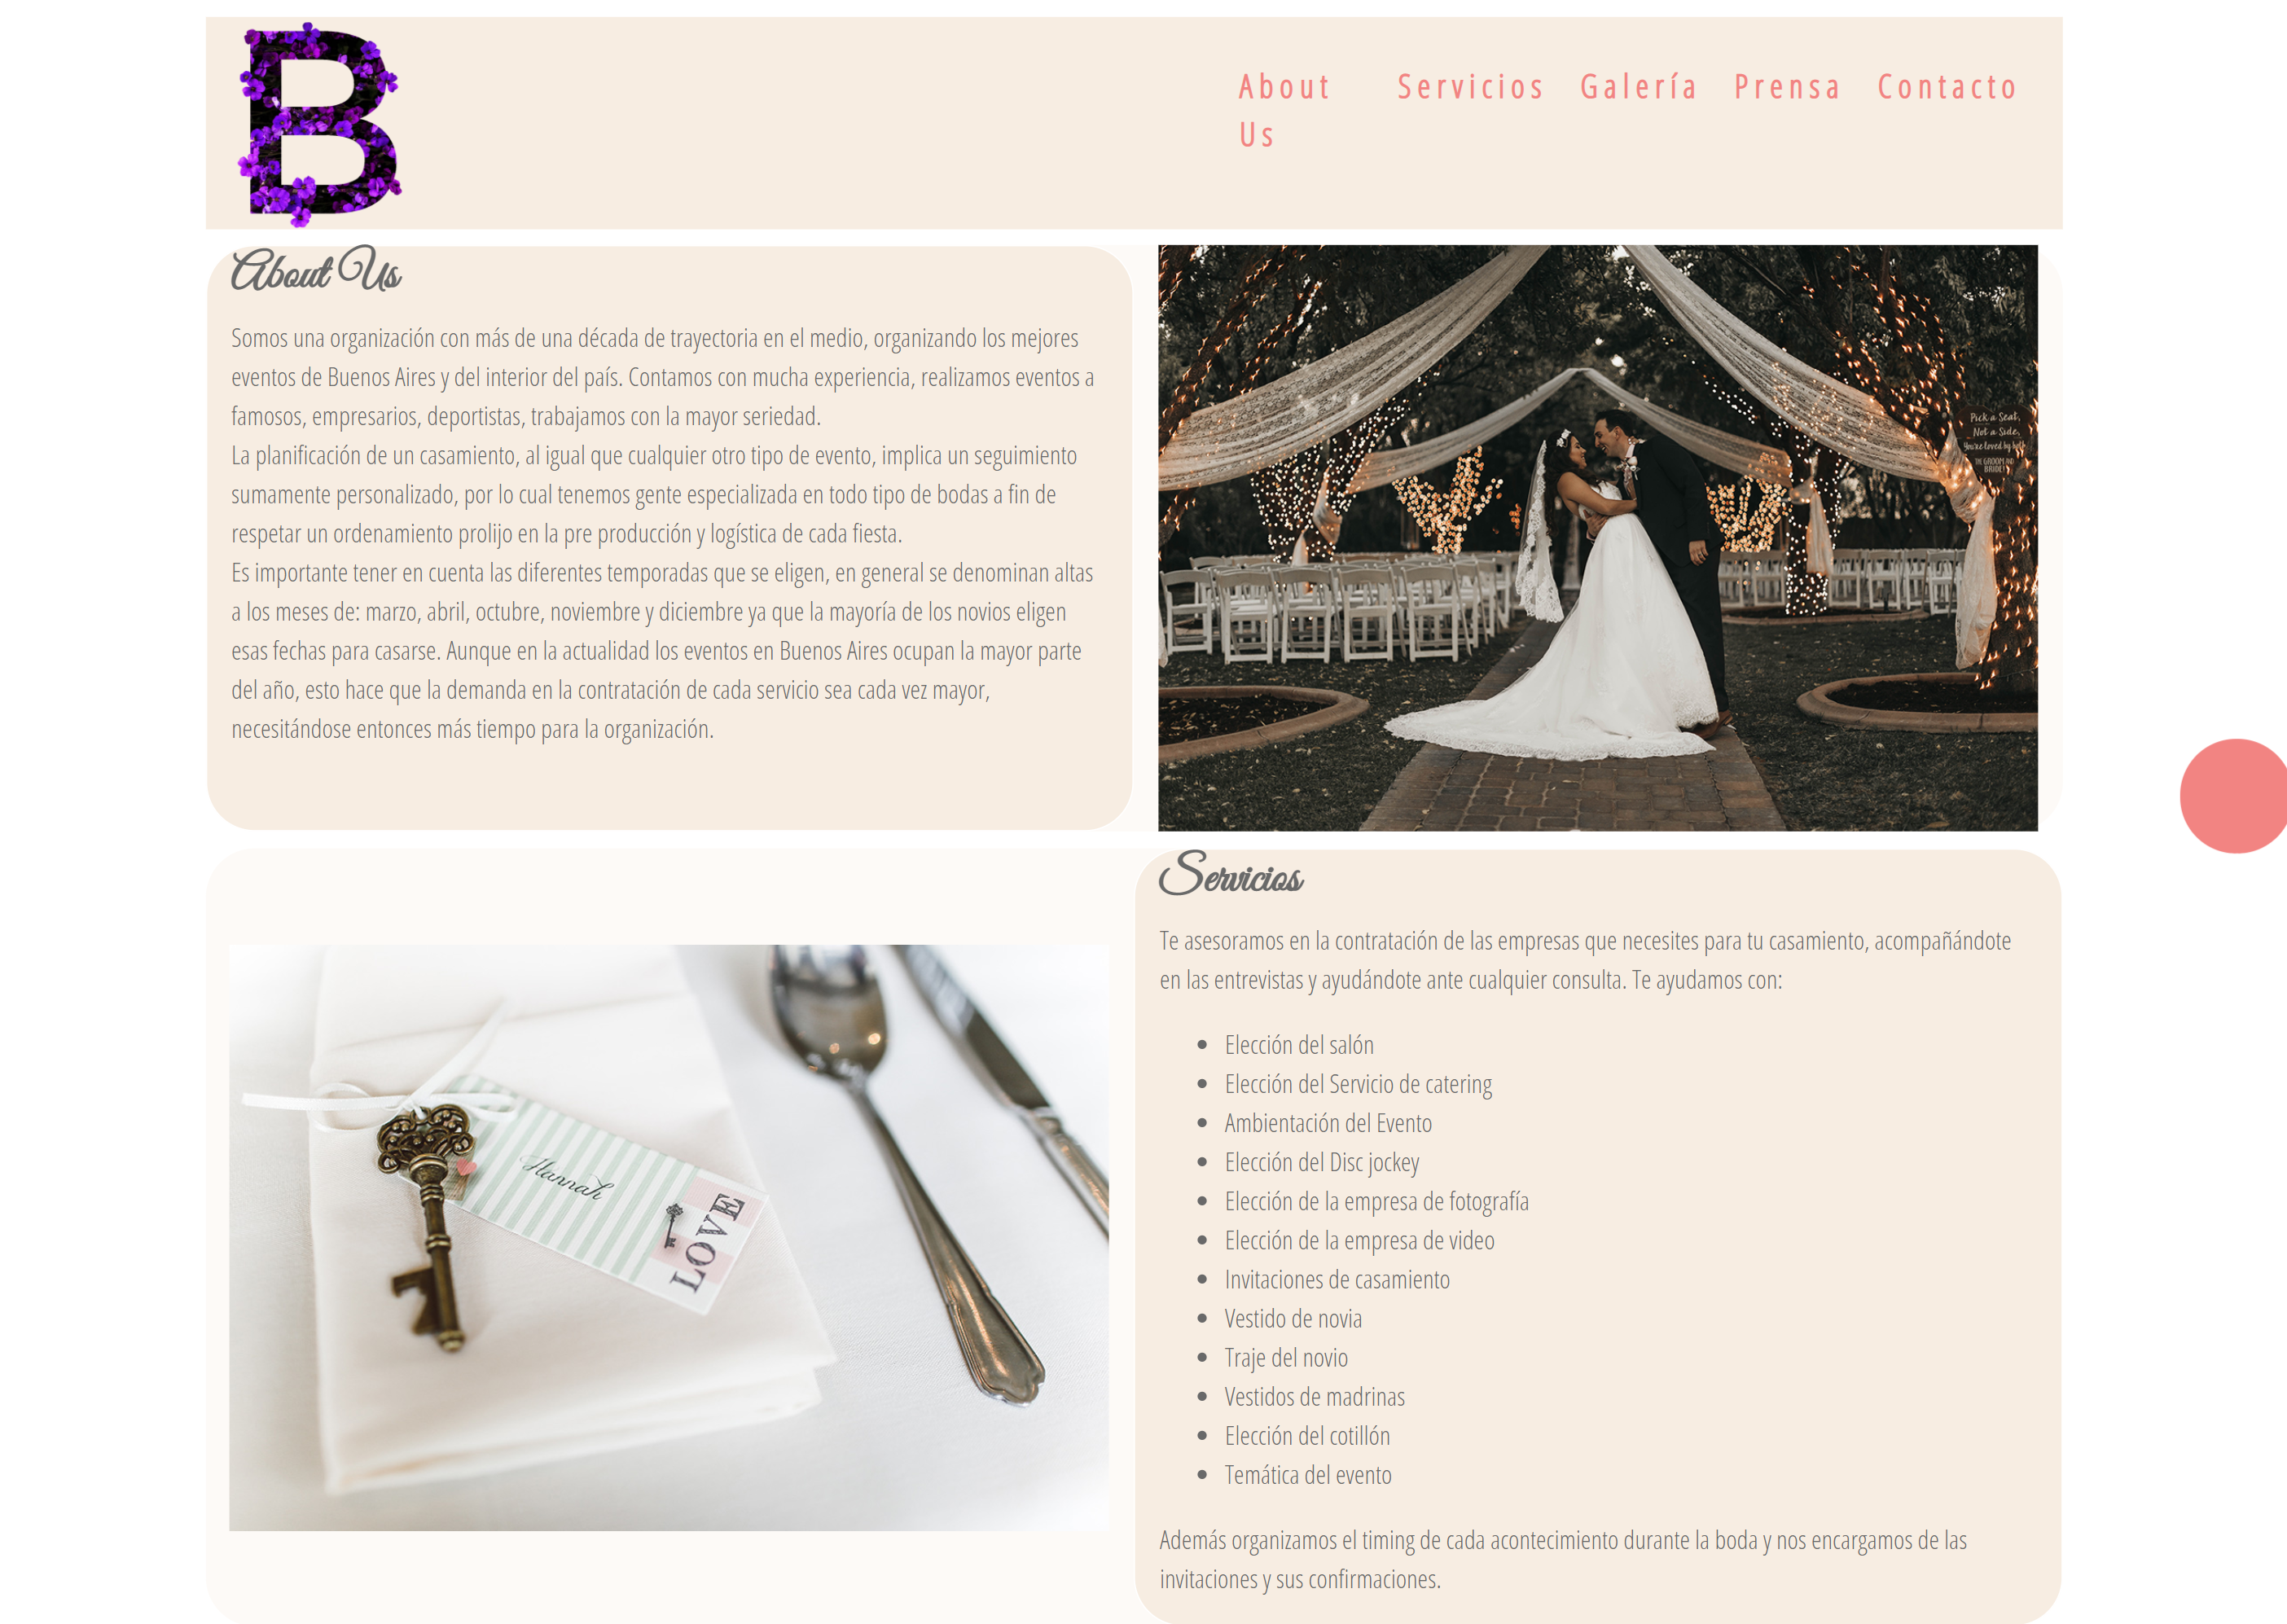 B
About Servicios Galería Prensa Contacto
Us
About Us
Somos una organización con más de una década de trayectoria en el medio, organizando los mejores
eventos de Buenos Aires y del interior del país. Contamos con mucha experiencia, realizamos eventos a
famosos, empresarios, deportistas, trabajamos con la mayor seriedad.
La planificación de un casamiento, al igual que cualquier otro tipo de evento, implica un seguimiento
sumamente personalizado, por lo cual tenemos gente especializada en todo tipo de bodas a fin de
respetar un ordenamiento prolijo en la pre producción y logística de cada fiesta.
Es importante tener en cuenta las diferentes temporadas que se eligen, en general se denominan altas
a los meses de: marzo, abril, octubre, noviembre y diciembre ya que la mayoría de los novios eligen
esas fechas para casarse. Aunque en la actualidad los eventos en Buenos Aires ocupan la mayor parte
del año, esto hace que la demanda en la contratación de cada servicio sea cada vez mayor,
necesitándose entonces más tiempo para la organización.
Pick a Seat,
Not a Side,
You're loved by both
THE GROOM AND
BRIDE!
Hannah
LOVE
Servicios
Te asesoramos en la contratación de las empresas que necesites para tu casamiento, acompañándote
en las entrevistas y ayudándote ante cualquier consulta. Te ayudamos con:
• Elección del salón
• Elección del Servicio de catering
• Ambientación del Evento
• Elección del Disc jockey
• Elección de la empresa de fotografía
• Elección de la empresa de video
• Invitaciones de casamiento
• Vestido de novia
• Traje del novio
• Vestidos de madrinas
• Elección del cotillón
• Temática del evento
Además organizamos el timing de cada acontecimiento durante la boda y nos encargamos de las
invitaciones y sus confirmaciones.